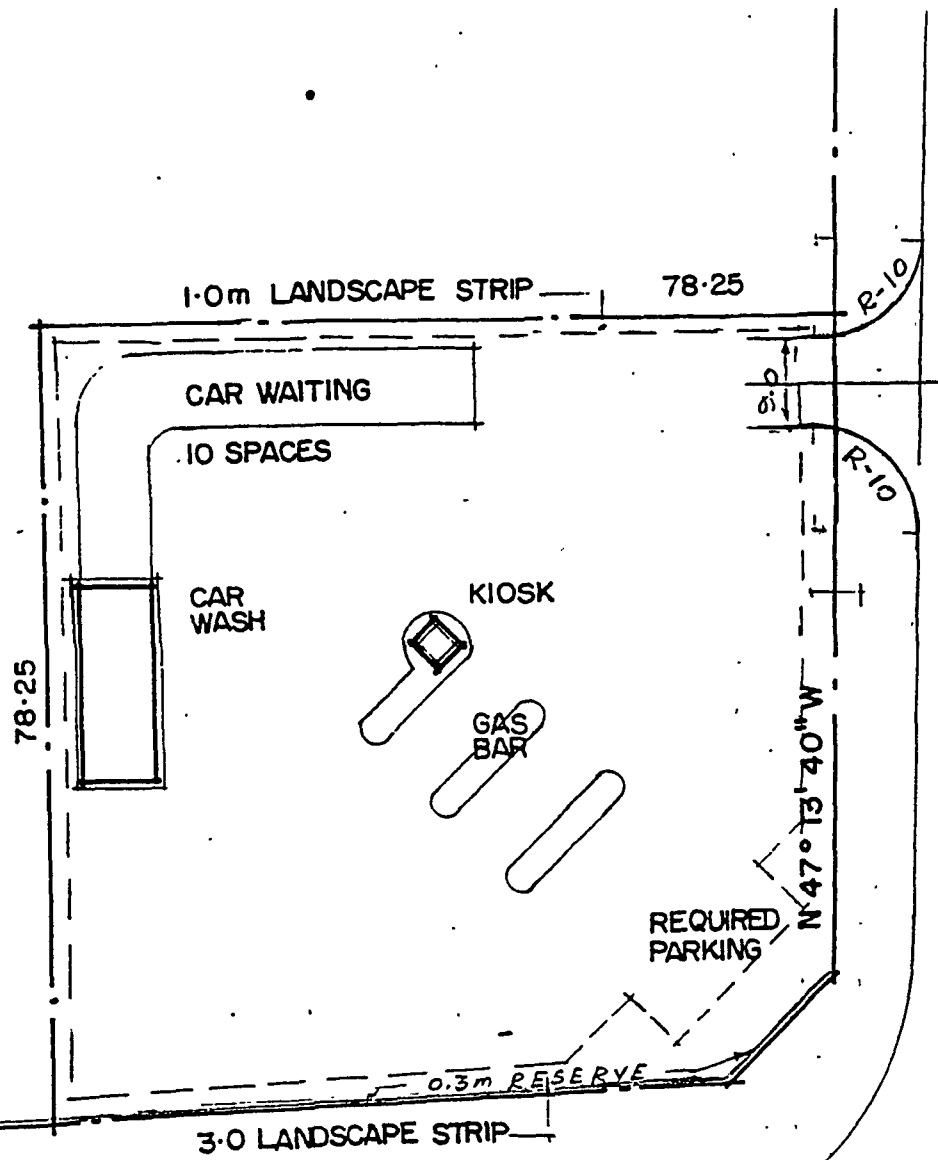 1.0m LANDSCAPE STRIP
78.25
R-10
CAR WAITING
10 SPACES
R-10
CAR
WASH
KIOSK
78.25
GAS
BAR
N 47° 13' 40" W
REQUIRED
PARKING
0.3m RESERVE
3.0 LANDSCAPE STRIP